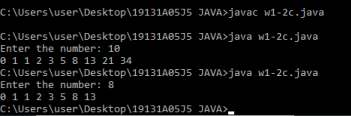 C:\Users\user\Desktop\19131A05J5 JAVA>javac w1-2c.java
C:\Users\user\Desktop\19131A05J5 JAVA>java w1-2c.java
Enter the number: 10
0 1 1 2 3 5 8 13 21 34
C:\Users\user\Desktop\19131A05J5 JAVA>java w1-2c.java
Enter the number: 8
0 1 1 2 3 5 8 13
C:\Users\user\Desktop\19131A05J5 JAVA>